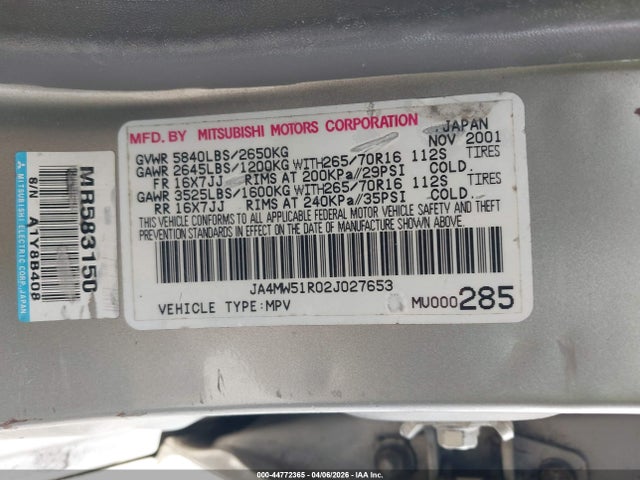 MFD. BY MITSUBISHI MOTORS CORPORATION JAPAN
GVWR 5840LBS/2650KG NOV 2001
GAWR 2645LBS/1200KG WITH265/70R16 112S TIRES
FR 16X7JJ RIMS AT 200KPa//29PSI COLD.
GAWR 3525LBS/1600KG WITH265/70R16 112S TIRES
RR 16X7JJ RIMS AT 240KPa//35PSI COLD.
THIS VEHICLE CONFORMS TO ALL APPLICABLE FEDERAL MOTOR VEHICLE SAFETY AND THEFT
PREVENTION STANDARDS IN EFFECT ON THE DATE OF MANUFACTURE SHOWN ABOVE.
JA4MW51R02J027653
VEHICLE TYPE:MPV MU000285
MR583150
S/N A1Y8B408
MITSUBISHI ELECTRIC CORP. JAPAN
000-44772365 - 04/06/2026 - IAA Inc.